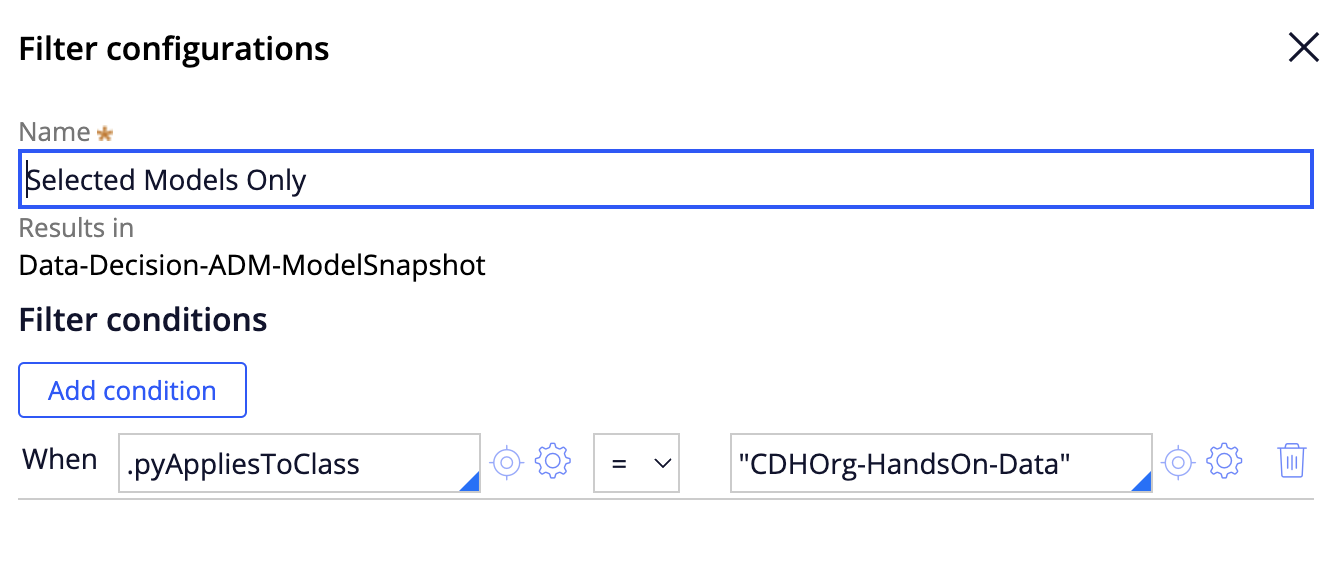 Filter configurations
Name *
Selected Models Only
Results in
Data-Decision-ADM-ModelSnapshot
Filter conditions
Add condition
When .pyAppliesToClass = "CDHOrg-HandsOn-Data"